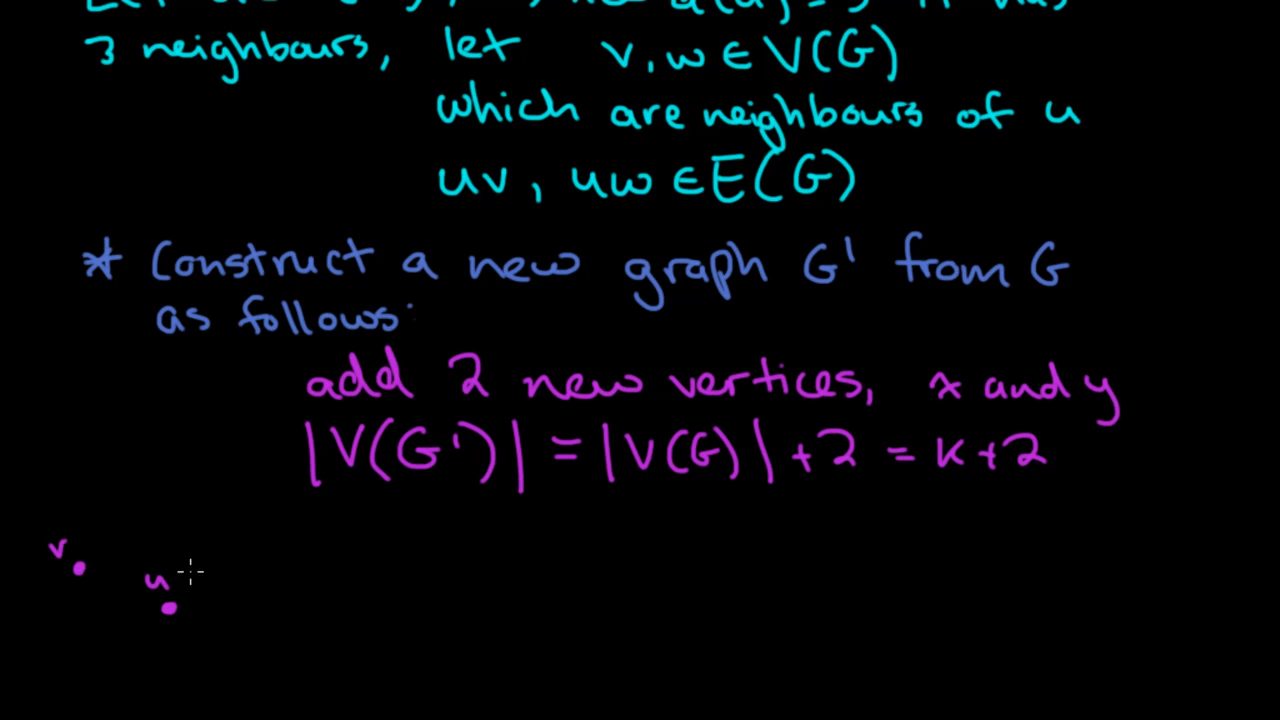 3 neighbours, let v, w ∈ V(G)
which are neighbours of u
uv, uw ∈ E(G)
* Construct a new graph G' from G
as follows:
add 2 new vertices, x and y
|V(G')| = |V(G)| + 2 = K+2
v
u